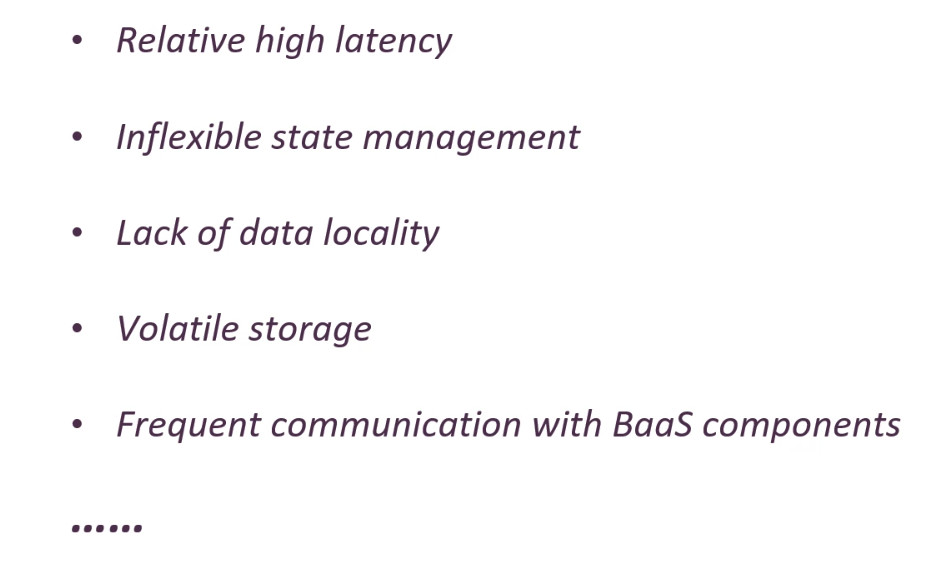 • Relative high latency
• Inflexible state management
• Lack of data locality
• Volatile storage
• Frequent communication with BaaS components
……